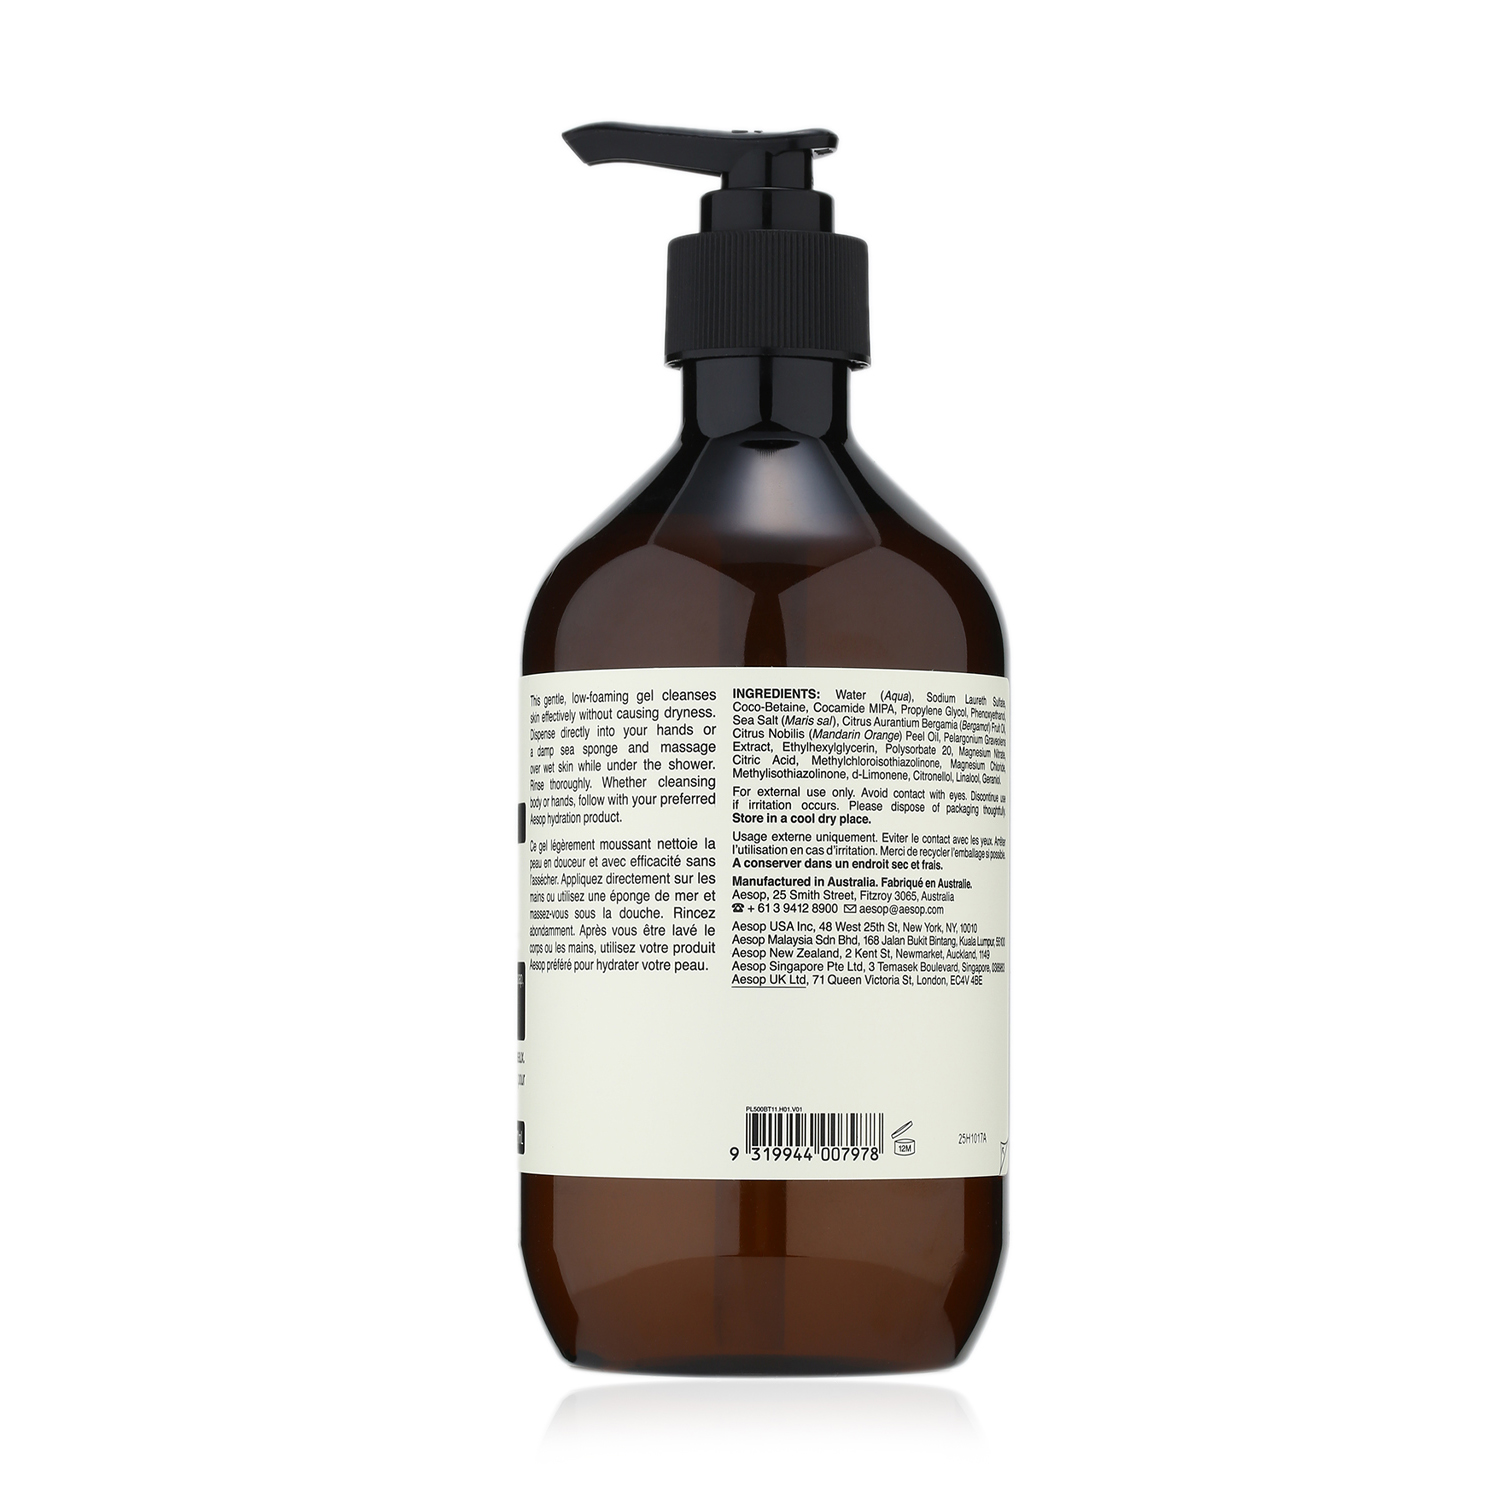 This gentle, low-foaming gel cleanses
skin effectively without causing dryness.
Dispense directly into your hands or
a damp sea sponge and massage
over wet skin while under the shower.
Rinse thoroughly. Whether cleansing
body or hands, follow with your preferred
Aesop hydration product.
Ce gel légèrement moussant nettoie la
peau en douceur et avec efficacité sans
l'assécher. Appliquez directement sur les
mains ou utilisez une éponge de mer et
massez-vous sous la douche. Rincez
abondamment. Après vous être lavé le
corps ou les mains, utilisez votre produit
Aesop préféré pour hydrater votre peau.
INGREDIENTS: Water (Aqua), Sodium Laureth Sulfate,
Coco-Betaine, Cocamide MIPA, Propylene Glycol, Phenoxyethanol,
Sea Salt (Maris sal), Citrus Aurantium Bergamia (Bergamot) Fruit Oil,
Citrus Nobilis (Mandarin Orange) Peel Oil, Pelargonium Graveolens
Extract, Ethylhexylglycerin, Polysorbate 20, Magnesium Nitrate,
Citric Acid, Methylchloroisothiazolinone, Magnesium Chloride,
Methylisothiazolinone, d-Limonene, Citronellol, Linalool, Geraniol.
For external use only. Avoid contact with eyes. Discontinue use
if irritation occurs. Please dispose of packaging thoughtfully.
Store in a cool dry place.
Usage externe uniquement. Eviter le contact avec les yeux. Arrêter
l'utilisation en cas d'irritation. Merci de recycler l'emballage si possible.
A conserver dans un endroit sec et frais.
Manufactured in Australia. Fabriqué en Australie.
Aesop, 25 Smith Street, Fitzroy 3065, Australia
☎ + 61 3 9412 8900 ✉ aesop@aesop.com
Aesop USA Inc, 48 West 25th St, New York, NY, 10010
Aesop Malaysia Sdn Bhd, 168 Jalan Bukit Bintang, Kuala Lumpur,
Aesop New Zealand, 2 Kent St, Newmarket, Auckland, 1149
Aesop Singapore Pte Ltd, 3 Temasek Boulevard, Singapore,
Aesop UK Ltd, 71 Queen Victoria St, London, EC4V 4BE
PL500BT11.H01.V01
9 319944 007978
12M
25H1017A